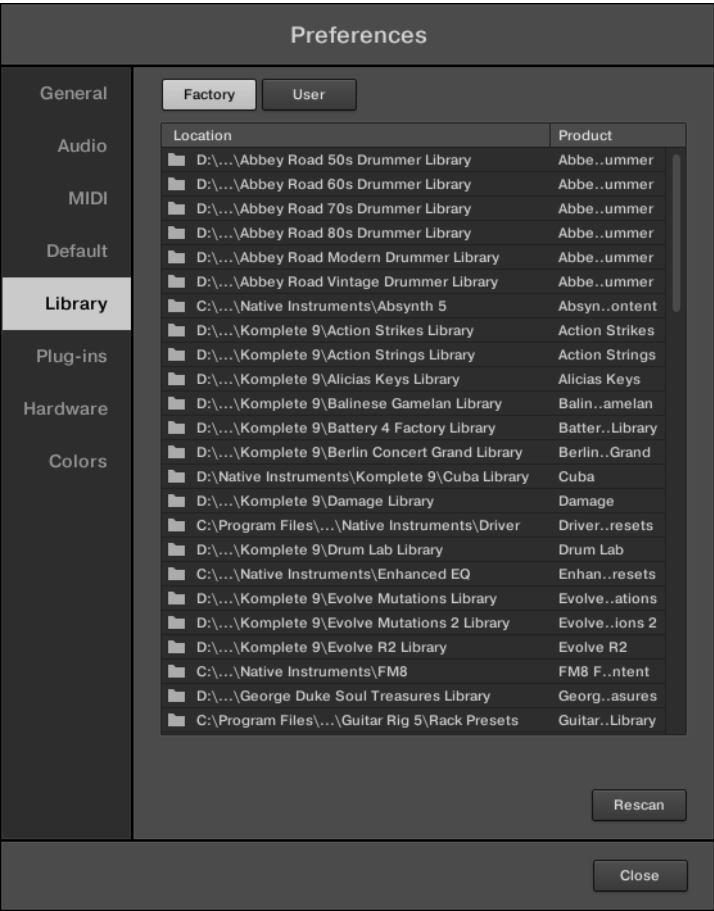 Preferences
General
Audio
MIDI
Default
Library
Plug-ins
Hardware
Colors
Factory User
Location Product
D:\...\Abbey Road 50s Drummer Library Abbe..ummer
D:\...\Abbey Road 60s Drummer Library Abbe..ummer
D:\...\Abbey Road 70s Drummer Library Abbe..ummer
D:\...\Abbey Road 80s Drummer Library Abbe..ummer
D:\...\Abbey Road Modern Drummer Library Abbe..ummer
D:\...\Abbey Road Vintage Drummer Library Abbe..ummer
C:\...\Native Instruments\Absynth 5 Absyn..ontent
D:\...\Komplete 9\Action Strikes Library Action Strikes
D:\...\Komplete 9\Action Strings Library Action Strings
D:\...\Komplete 9\Alicias Keys Library Alicias Keys
D:\...\Komplete 9\Balinese Gamelan Library Balin..amelan
D:\...\Komplete 9\Battery 4 Factory Library Batter..Library
D:\...\Komplete 9\Berlin Concert Grand Library Berlin..Grand
D:\Native Instruments\Komplete 9\Cuba Library Cuba
D:\...\Komplete 9\Damage Library Damage
C:\Program Files\...\Native Instruments\Driver Driver..resets
D:\...\Komplete 9\Drum Lab Library Drum Lab
C:\...\Native Instruments\Enhanced EQ Enhan..resets
D:\...\Komplete 9\Evolve Mutations Library Evolve..ations
D:\...\Komplete 9\Evolve Mutations 2 Library Evolve..ions 2
D:\...\Komplete 9\Evolve R2 Library Evolve R2
C:\...\Native Instruments\FM8 FM8 F..ntent
D:\...\George Duke Soul Treasures Library Georg..asures
C:\Program Files\...\Guitar Rig 5\Rack Presets Guitar..Library
Rescan
Close